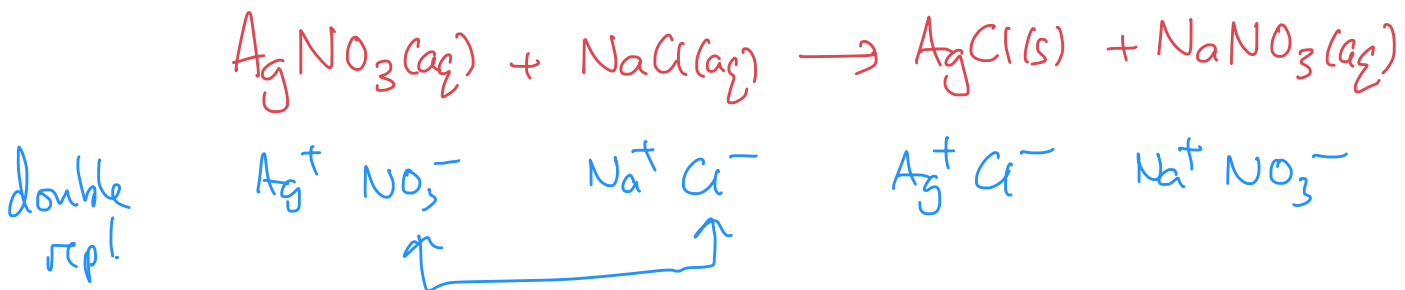 AgNO₃(aq) + NaCl(aq) → AgCl(s) + NaNO₃(aq)
double Ag⁺ NO₃⁻ Na⁺ Cl⁻ Ag⁺ Cl⁻ Na⁺ NO₃⁻
repl.